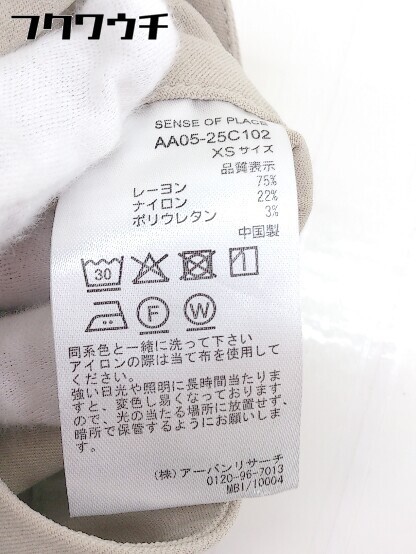 フクワウチ
SENSE OF PLACE
AA05-25C102
XSサイズ
品質表示
レーヨン 75%
ナイロン 22%
ポリウレタン 3%
中国製
30
F W
同系色と一緒に洗って下さい
アイロンの際は当て布を使用して
ください。
強い日光や照明に長時間当たりま
すと、変色し易くなっております
ので、光の当たる場所に放置せず、
暗所で保管するようにお願いしま
す。
(株)アーバンリサーチ
0120-96-7013
MBI/10004